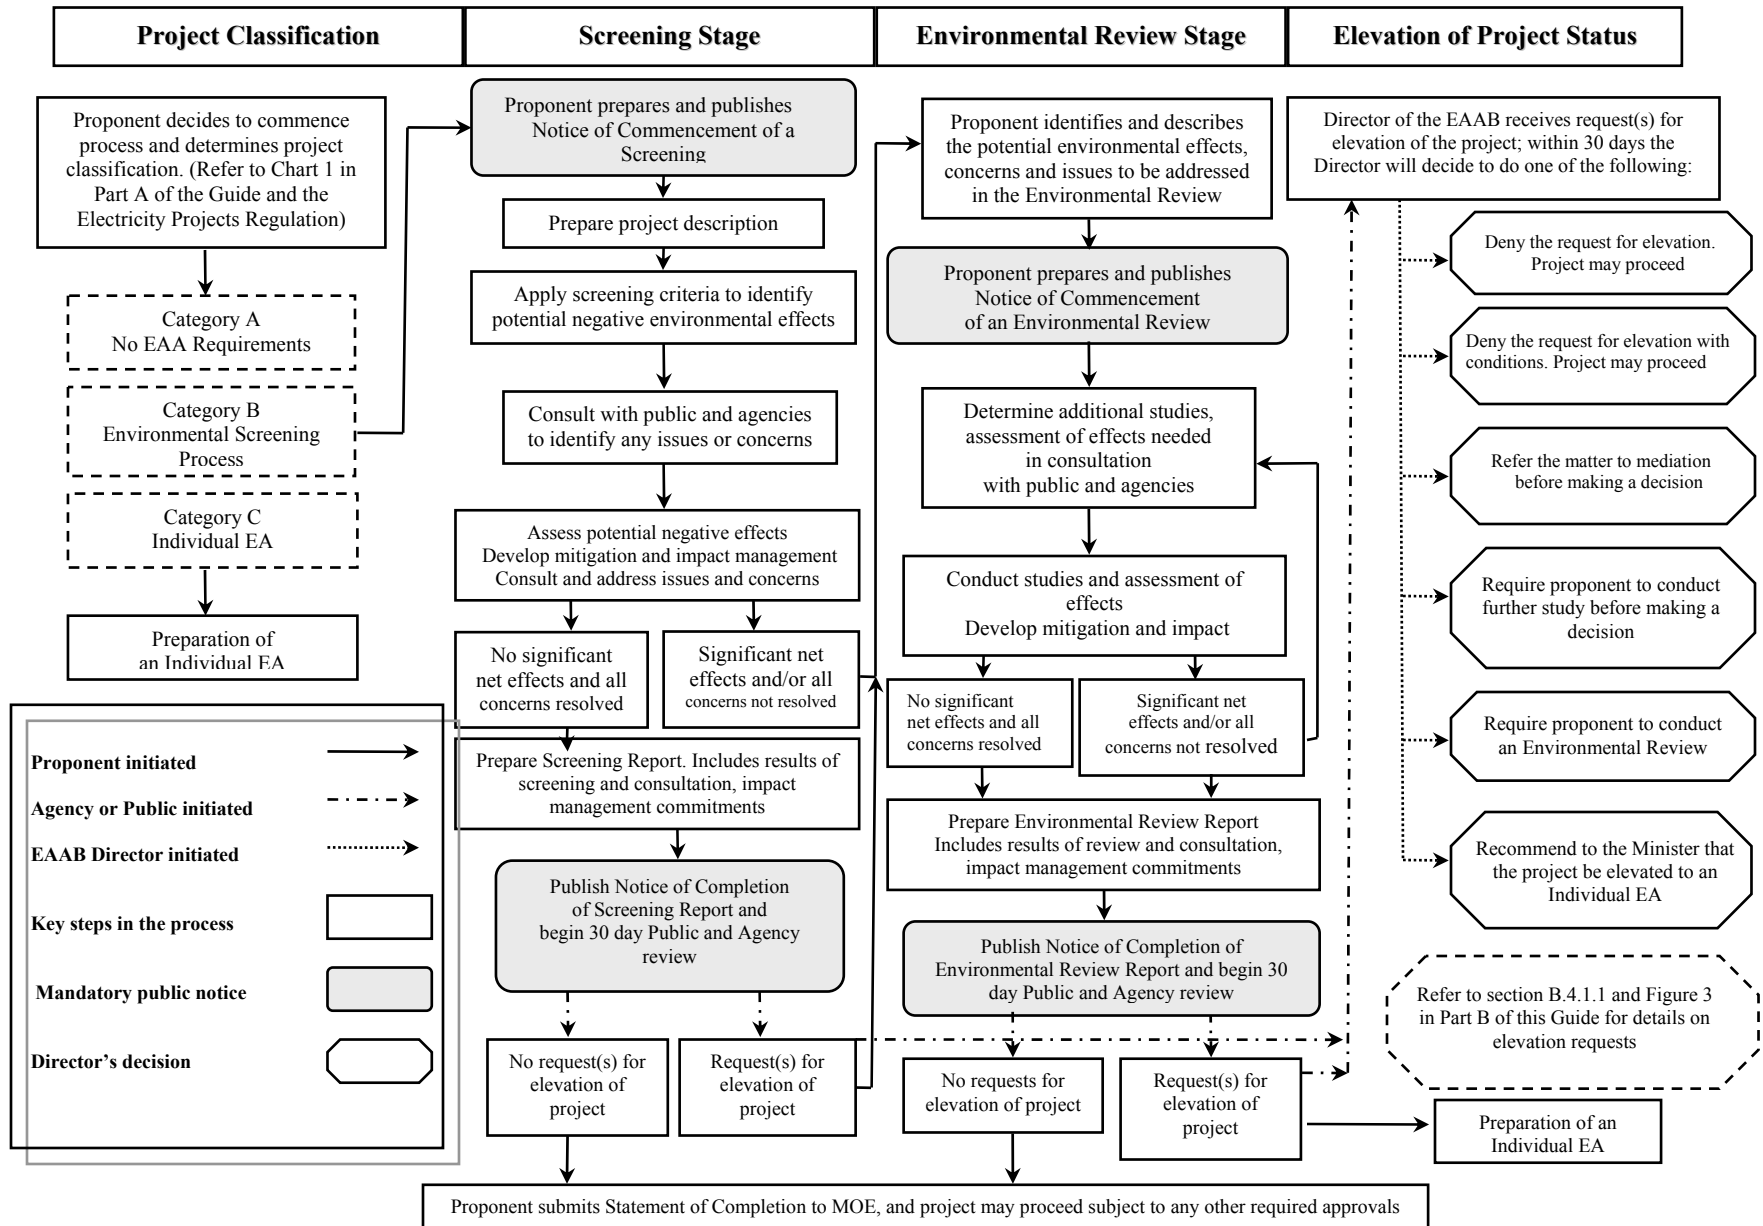 Project Classification
Screening Stage
Environmental Review Stage
Elevation of Project Status
Proponent decides to commence
process and determines project
classification. (Refer to Chart 1 in
Part A of the Guide and the
Electricity Projects Regulation)
Category A
No EAA Requirements
Category B
Environmental Screening
Process
Category C
Individual EA
Preparation of
an Individual EA
Proponent initiated
Agency or Public initiated
EAAB Director initiated
Key steps in the process
Mandatory public notice
Director's decision
Proponent prepares and publishes
Notice of Commencement of a
Screening
Prepare project description
Apply screening criteria to identify
potential negative environmental effects
Consult with public and agencies
to identify any issues or concerns
Assess potential negative effects
Develop mitigation and impact management
Consult and address issues and concerns
No significant
net effects and all
concerns resolved
Significant net
effects and/or all
concerns not resolved
Prepare Screening Report. Includes results of
screening and consultation, impact
management commitments
Publish Notice of Completion
of Screening Report and
begin 30 day Public and Agency
review
No request(s) for
elevation of
project
Request(s) for
elevation of
project
Proponent identifies and describes
the potential environmental effects,
concerns and issues to be addressed
in the Environmental Review
Proponent prepares and publishes
Notice of Commencement
of an Environmental Review
Determine additional studies,
assessment of effects needed
in consultation
with public and agencies
Conduct studies and assessment of
effects
Develop mitigation and impact
No significant
net effects and all
concerns resolved
Significant net
effects and/or all
concerns not resolved
Prepare Environmental Review Report
Includes results of review and consultation,
impact management commitments
Publish Notice of Completion of
Environmental Review Report and begin 30
day Public and Agency review
No requests for
elevation of project
Request(s) for
elevation of
project
Director of the EAAB receives request(s) for
elevation of the project; within 30 days the
Director will decide to do one of the following:
Deny the request for elevation.
Project may proceed
Deny the request for elevation with
conditions. Project may proceed
Refer the matter to mediation
before making a decision
Require proponent to conduct
further study before making a
decision
Require proponent to conduct
an Environmental Review
Recommend to the Minister that
the project be elevated to an
Individual EA
Refer to section B.4.1.1 and Figure 3
in Part B of this Guide for details on
elevation requests
Preparation of an
Individual EA
Proponent submits Statement of Completion to MOE, and project may proceed subject to any other required approvals